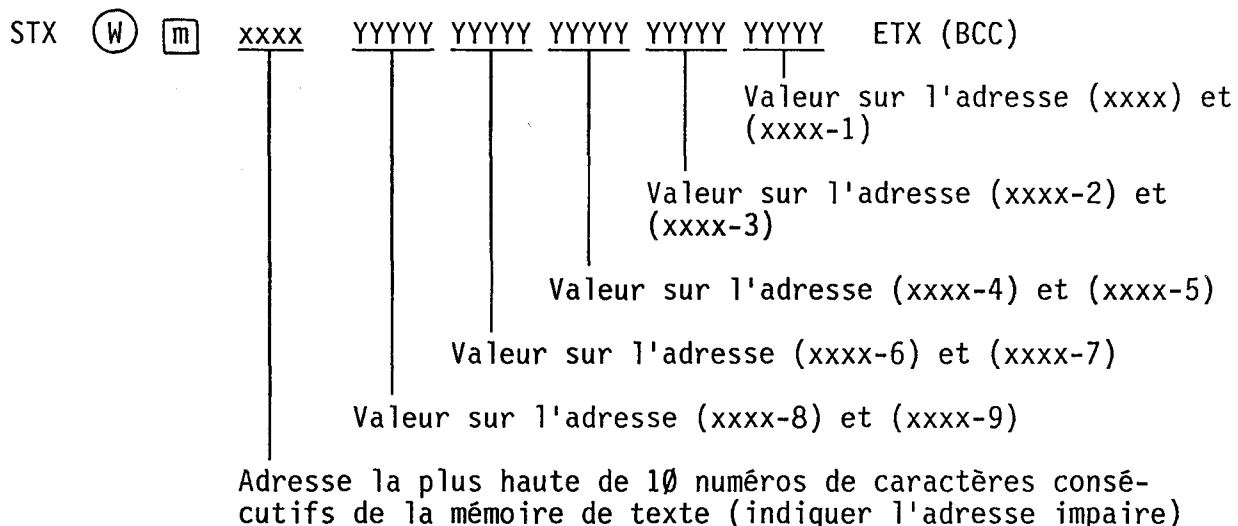 STX W m xxxx YYYYY YYYYY YYYYY YYYYY YYYYY ETX (BCC)
Valeur sur l'adresse (xxxx) et
(xxxx-1)
Valeur sur l'adresse (xxxx-2) et
(xxxx-3)
Valeur sur l'adresse (xxxx-4) et (xxxx-5)
Valeur sur l'adresse (xxxx-6) et (xxxx-7)
Valeur sur l'adresse (xxxx-8) et (xxxx-9)
Adresse la plus haute de 1Ø numéros de caractères consé-
cutifs de la mémoire de texte (indiquer l'adresse impaire)